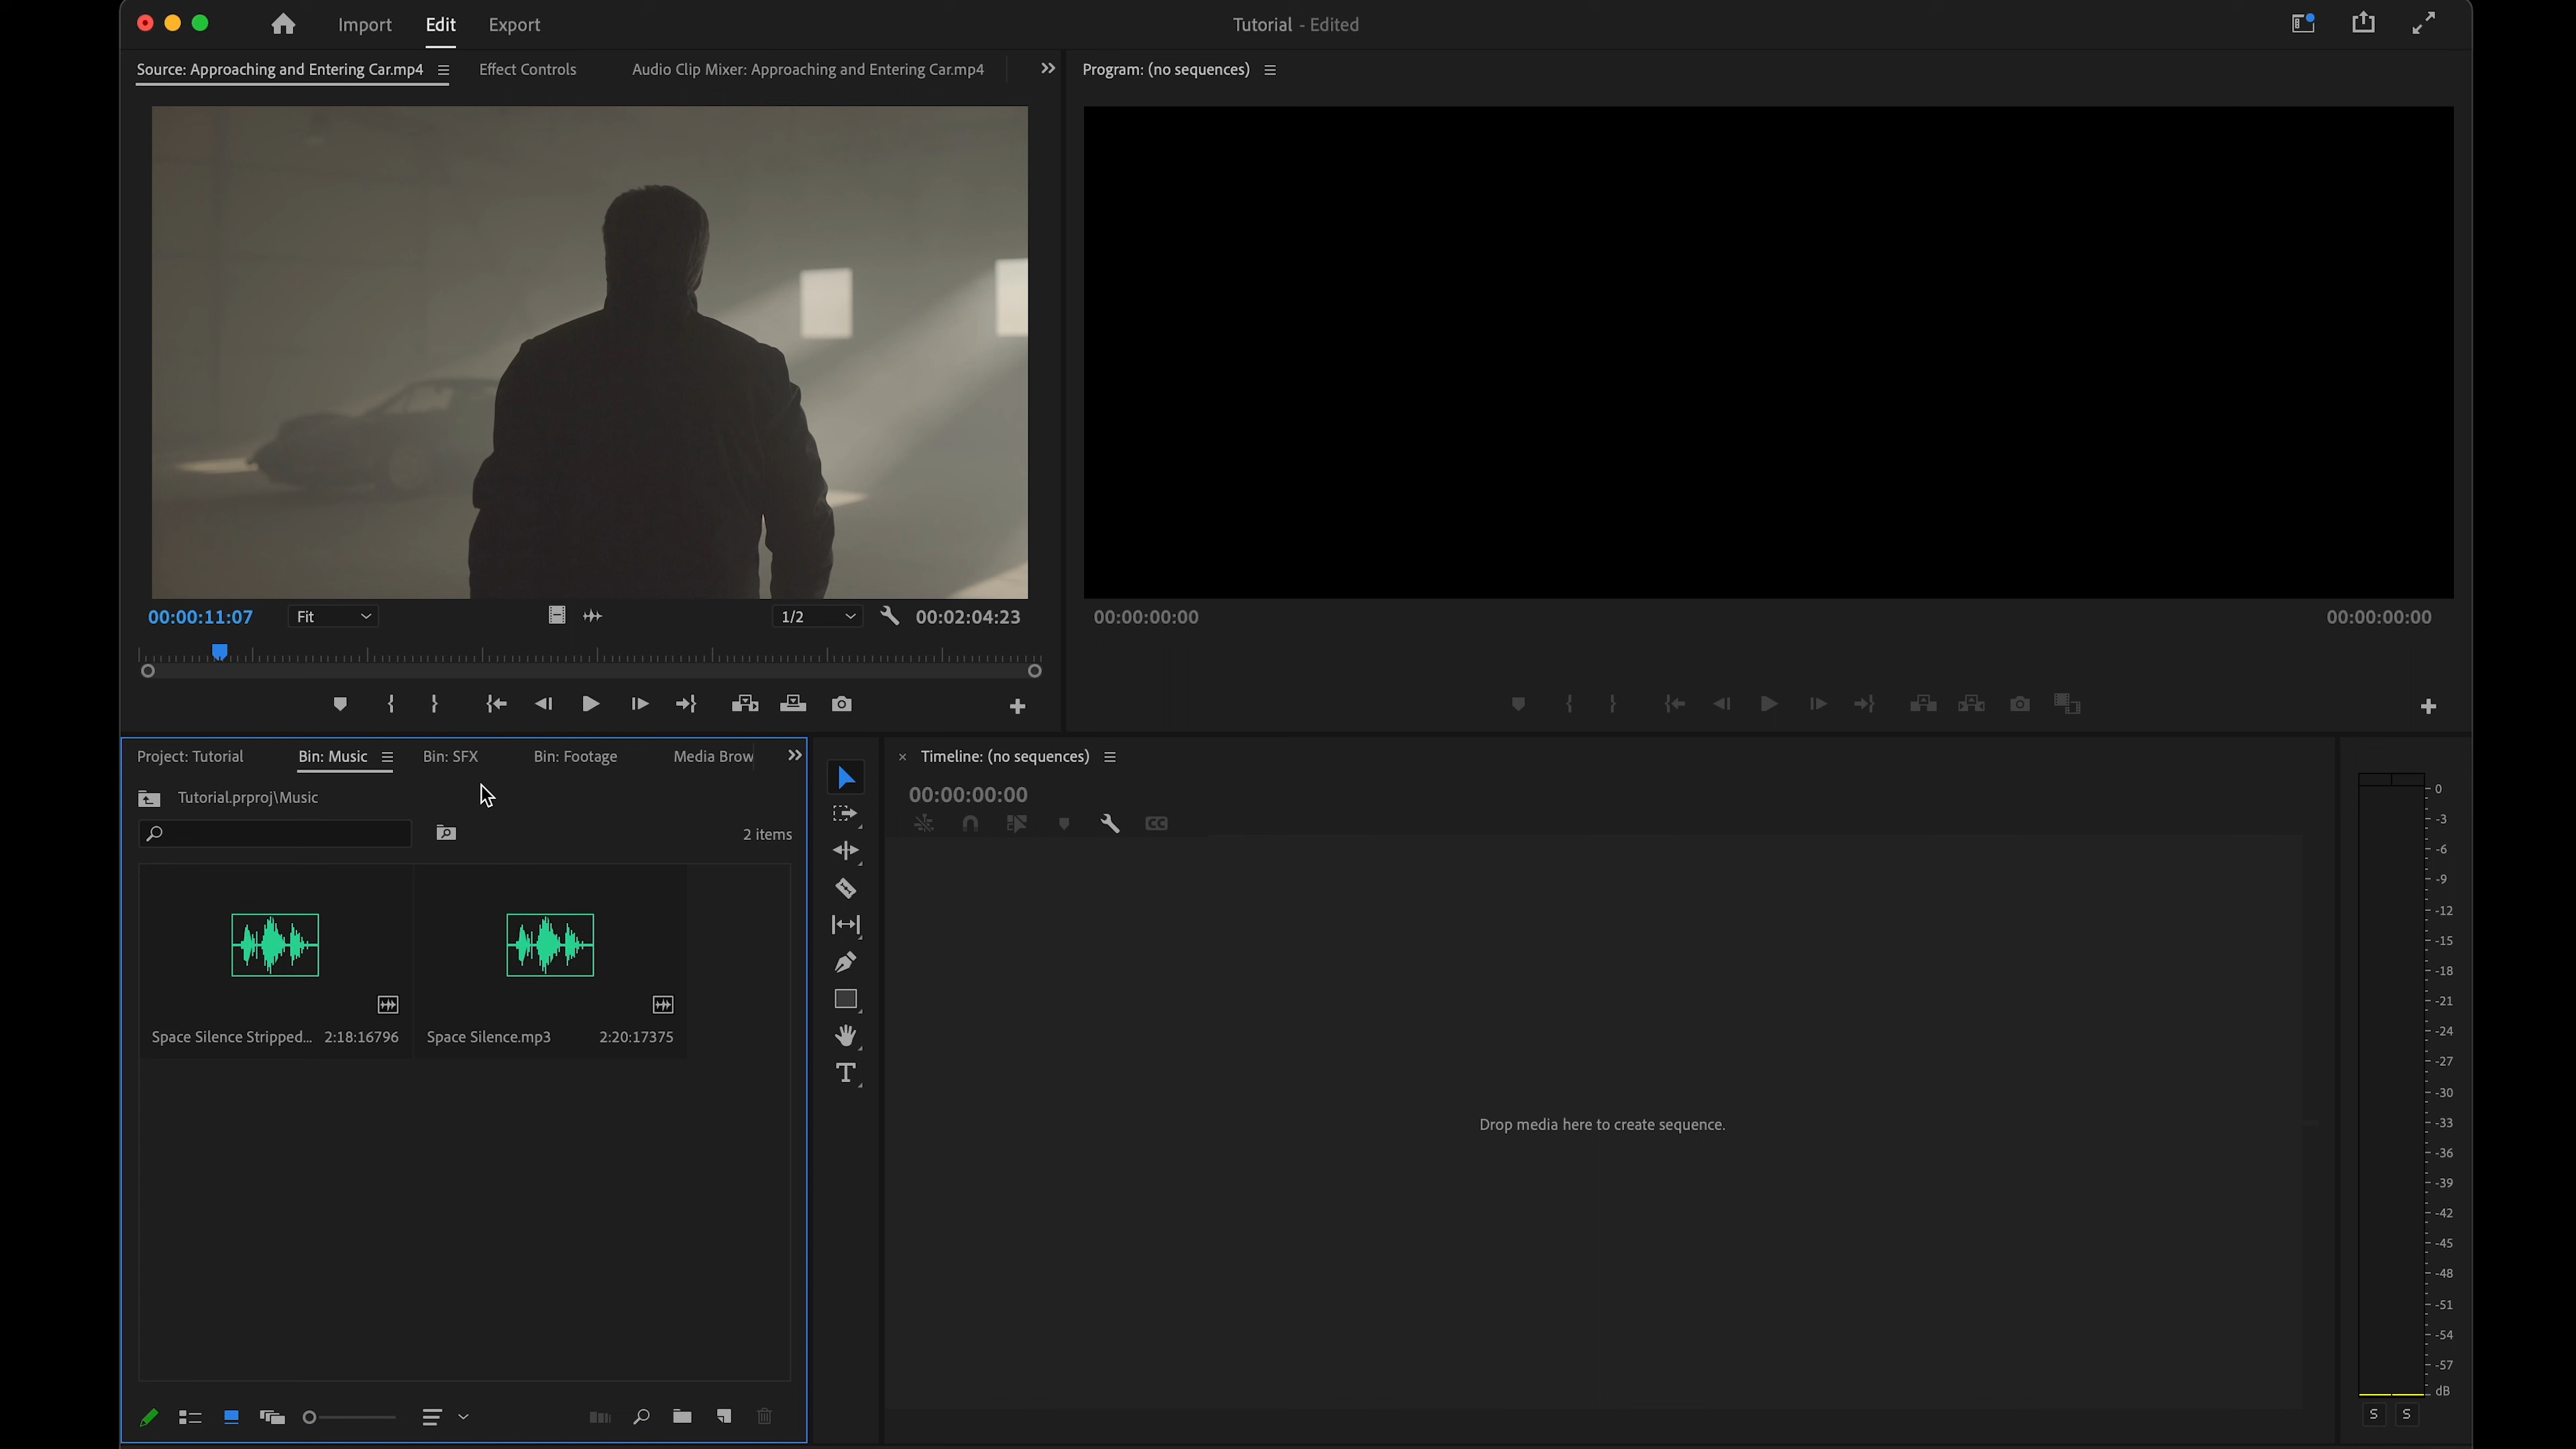 Import Edit Export Tutorial - Edited
Source: Approaching and Entering Car.mp4 Effect Controls Audio Clip Mixer: Approaching and Entering Car.mp4 Program: (no sequences)
00:00:11:07 Fit 1/2 00:02:04:23 00:00:00:00 00:00:00:00
Project: Tutorial Bin: Music Bin: SFX Bin: Footage Media Brow Timeline: (no sequences)
Tutorial.prproj\Music 00:00:00:00
2 items
CC
Space Silence Stripped... 2:18:16796 Space Silence.mp3 2:20:17375
T
Drop media here to create sequence.
0
-3
-6
-9
-12
-15
-18
-21
-24
-27
-30
-33
-36
-39
-42
-45
-48
-51
-54
-57
dB
S S